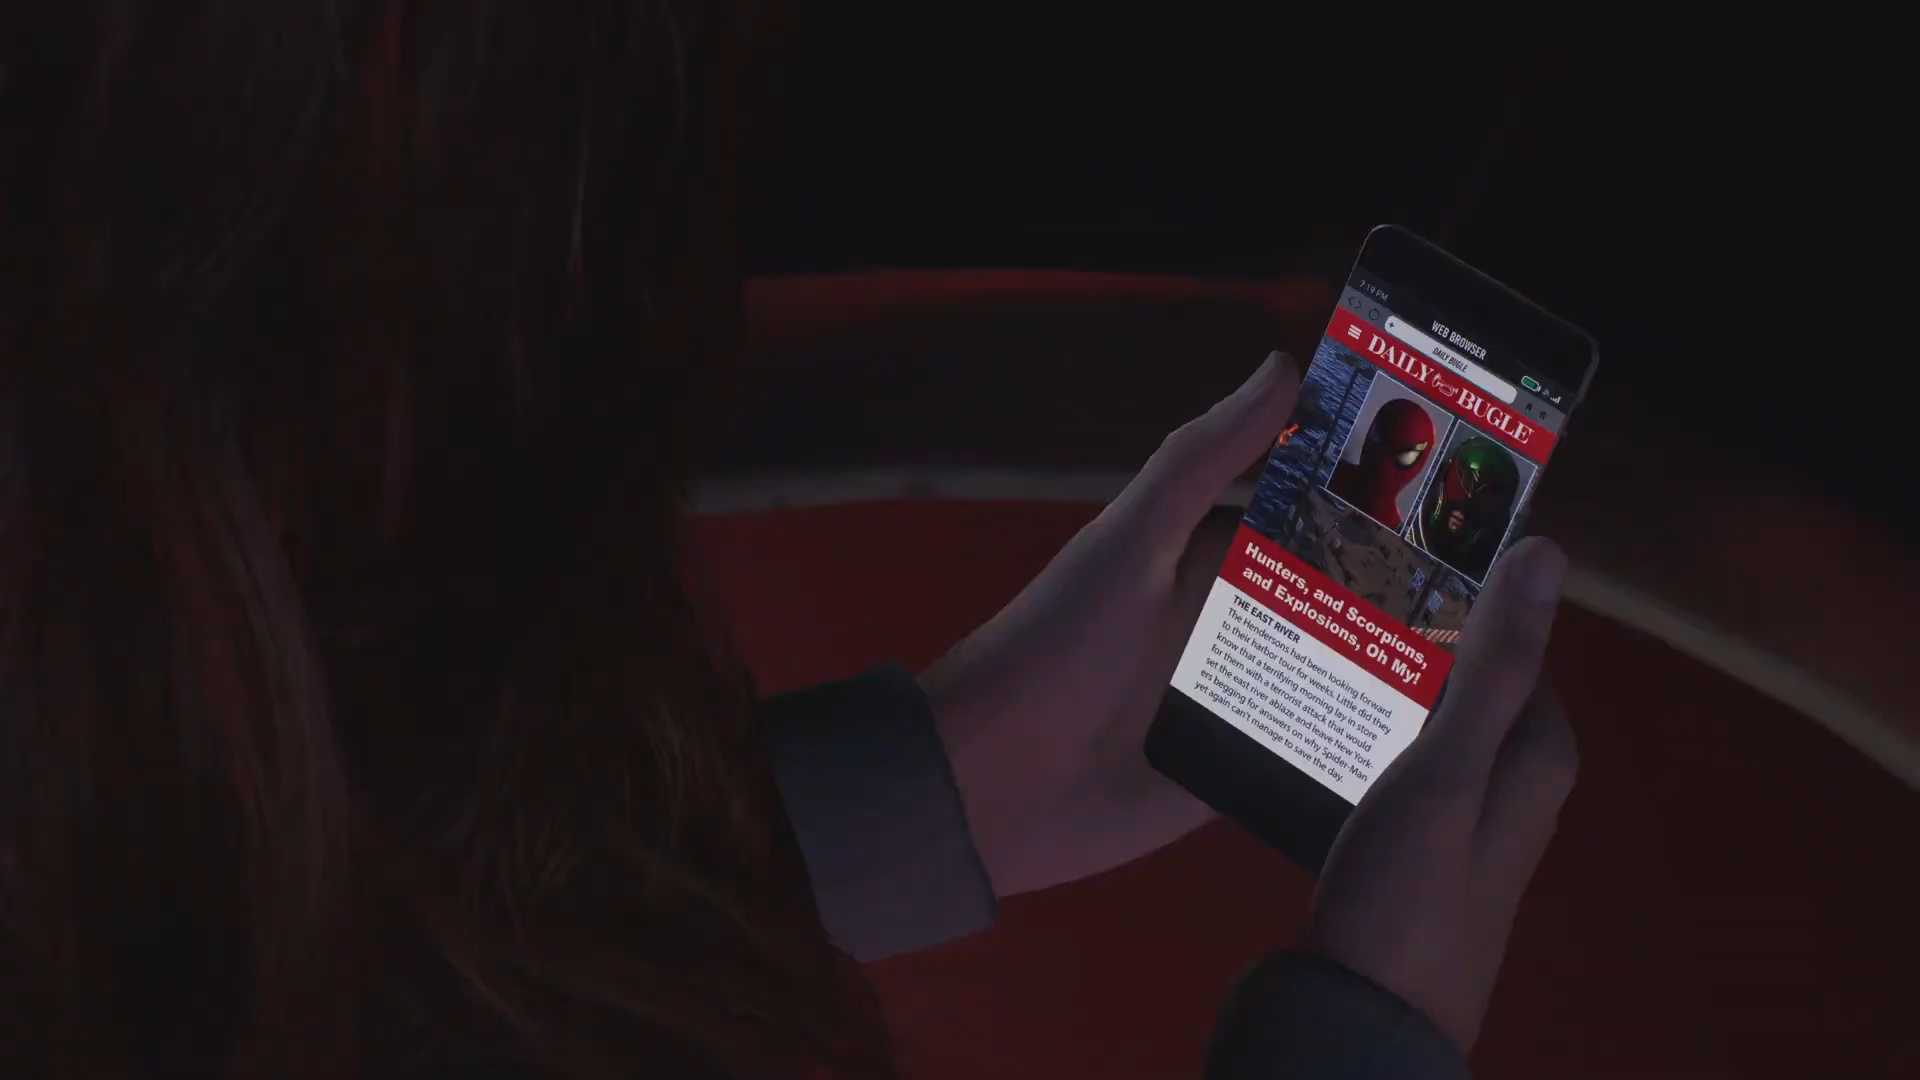 7:19 PM
WEB BROWSER
DAILY BUGLE
DAILY BUGLE
Hunters, and Scorpions,
and Explosions, Oh My!
THE EAST RIVER
The Hendersons had been looking forward
to their harbor tour for weeks. Little did they
know that a terrifying morning lay in store
for them with a terrorist attack that would
set the east river ablaze and leave New York-
ers begging for answers on why Spider-Man
yet again can't manage to save the day.